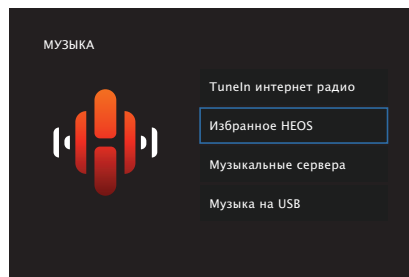 МУЗЫКА
TuneIn интернет радио
Избранное HEOS
Музыкальные сервера
Музыка на USB